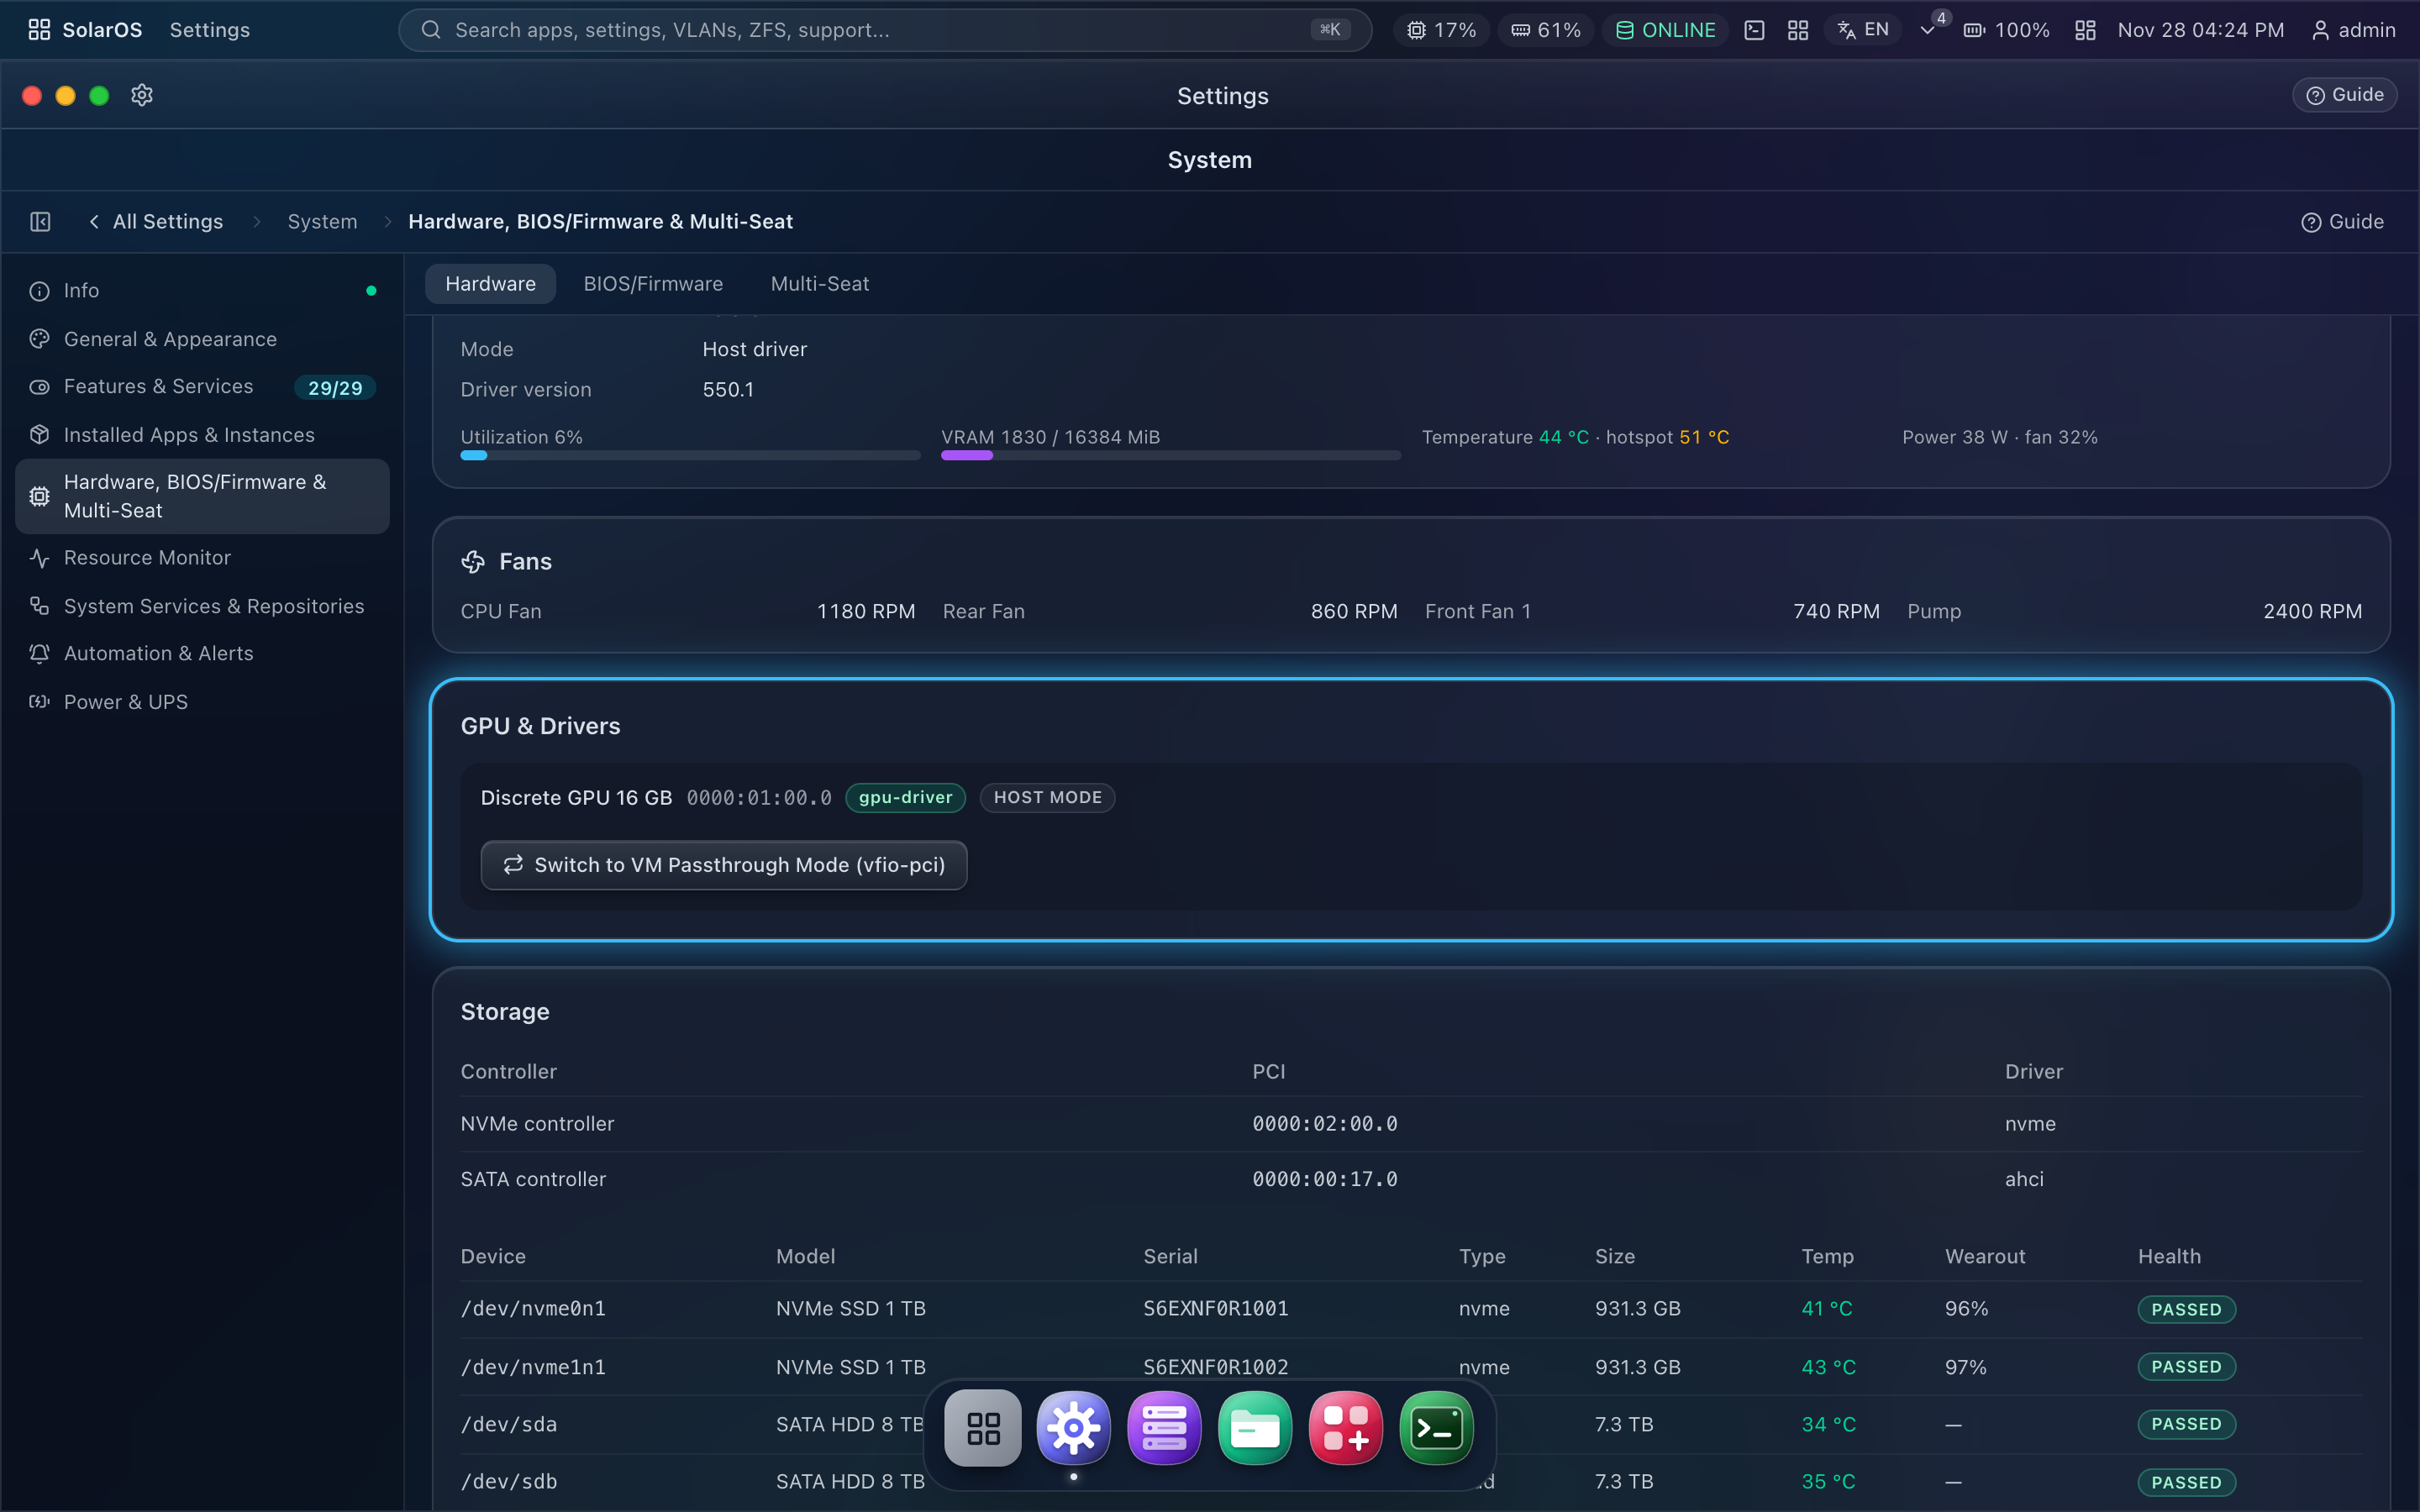 SolarOS Settings Search apps, settings, VLANs, ZFS, support... ⌘K 17% 61% ONLINE EN 4 100% Nov 28 04:24 PM admin
Settings Guide
System
All Settings System Hardware, BIOS/Firmware & Multi-Seat Guide
Info
General & Appearance
Features & Services 29/29
Installed Apps & Instances
Hardware, BIOS/Firmware &
Multi-Seat
Resource Monitor
System Services & Repositories
Automation & Alerts
Power & UPS
Hardware BIOS/Firmware Multi-Seat
Mode Host driver
Driver version 550.1
Utilization 6% VRAM 1830 / 16384 MiB Temperature 44 °C · hotspot 51 °C Power 38 W · fan 32%
Fans
CPU Fan 1180 RPM Rear Fan 860 RPM Front Fan 1 740 RPM Pump 2400 RPM
GPU & Drivers
Discrete GPU 16 GB 0000:01:00.0 gpu-driver HOST MODE
Switch to VM Passthrough Mode (vfio-pci)
Storage
Controller PCI Driver
NVMe controller 0000:02:00.0 nvme
SATA controller 0000:00:17.0 ahci
Device Model Serial Type Size Temp Wearout Health
/dev/nvme0n1 NVMe SSD 1 TB S6EXNF0R1001 nvme 931.3 GB 41 °C 96% PASSED
/dev/nvme1n1 NVMe SSD 1 TB S6EXNF0R1002 nvme 931.3 GB 43 °C 97% PASSED
/dev/sda SATA HDD 8 TB 7.3 TB 34 °C — PASSED
/dev/sdb SATA HDD 8 TB 7.3 TB 35 °C — PASSED